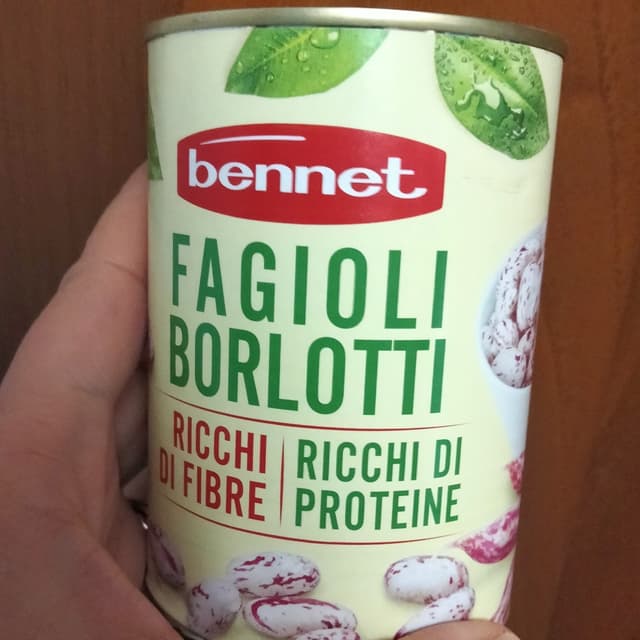 bennet
FAGIOLI
BORLOTTI
RICCHI
DI FIBRE
RICCHI DI
PROTEINE